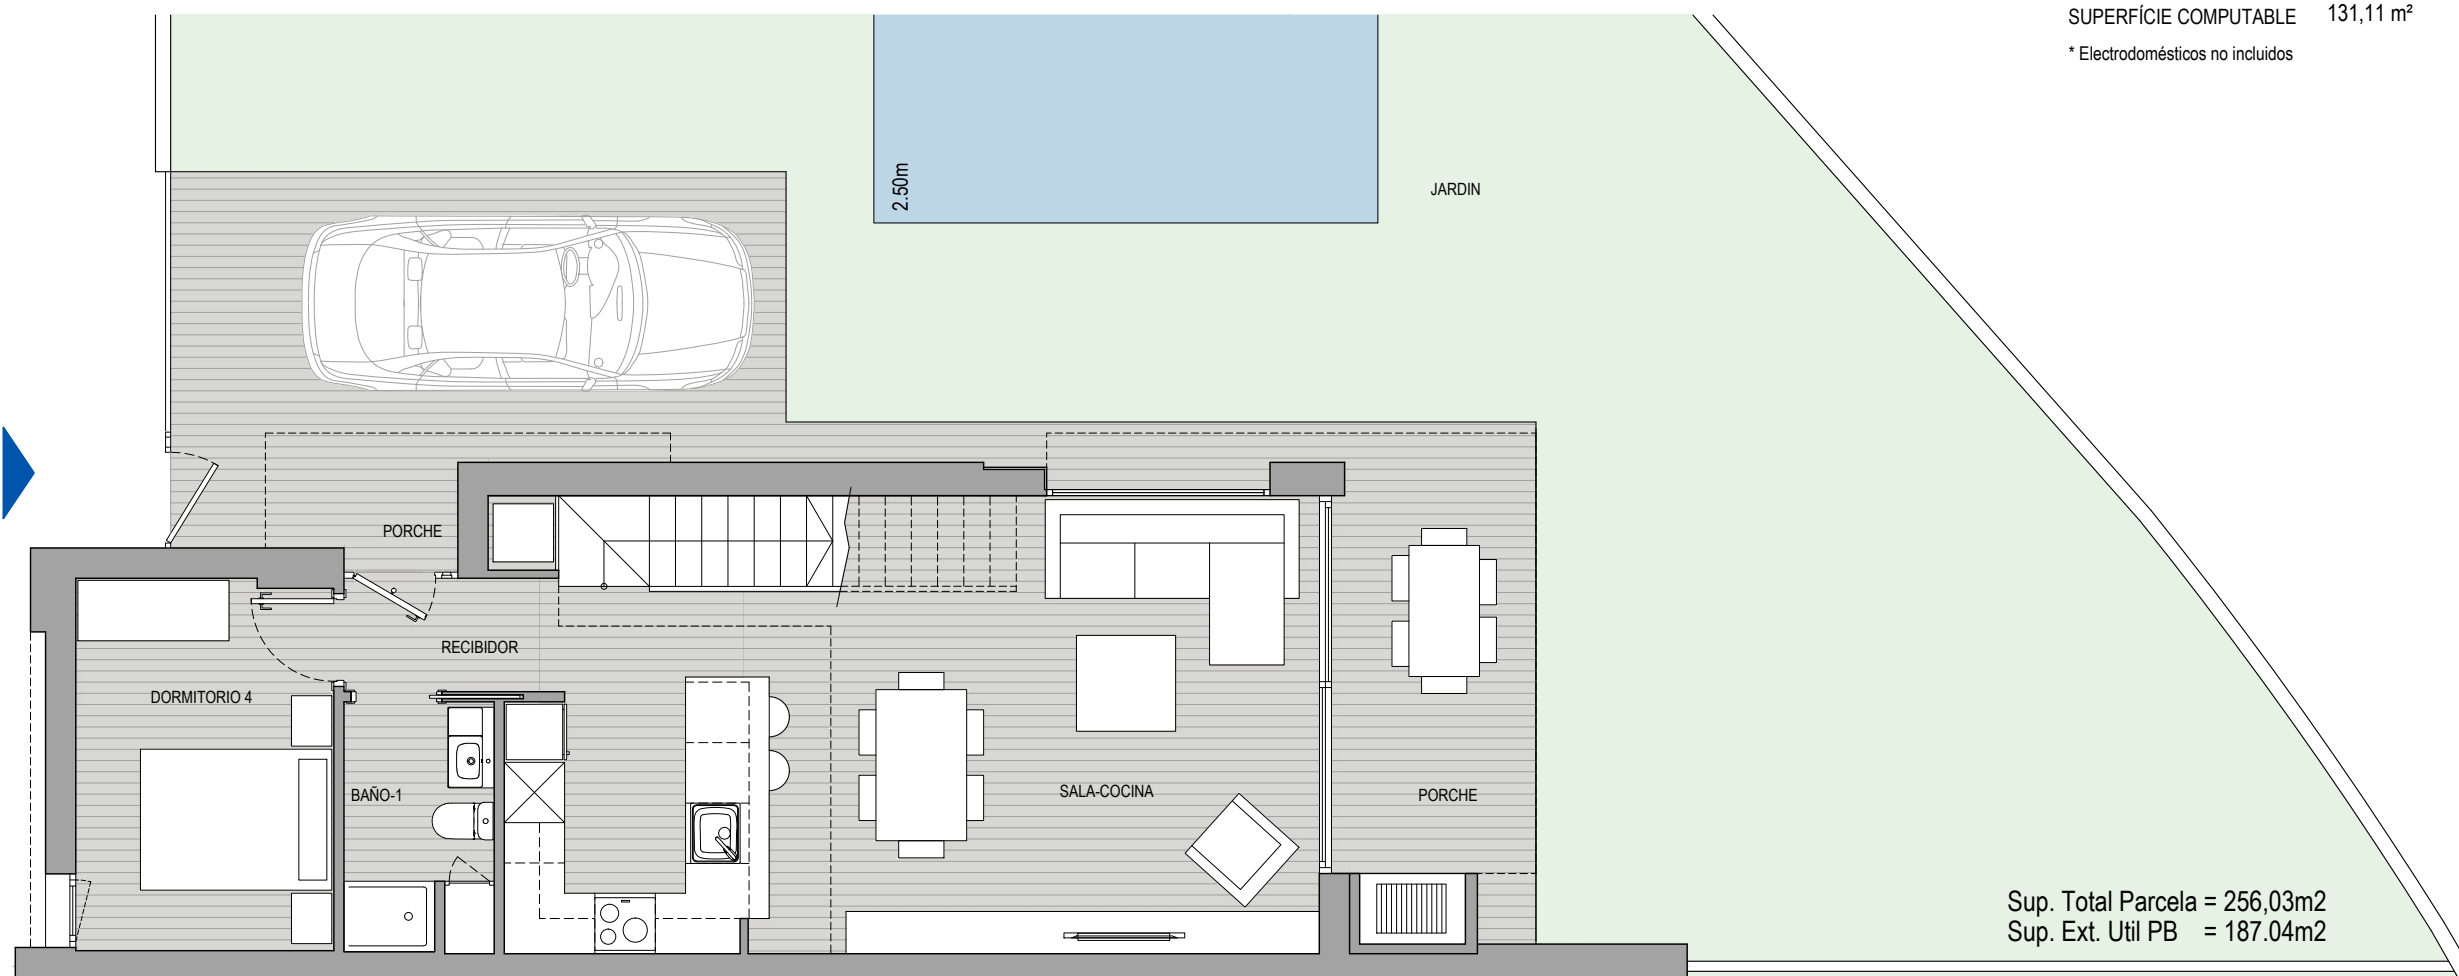 SUPERFÍCIE COMPUTABLE 131,11 m²
* Electrodomésticos no incluidos
2.50m
JARDIN
PORCHE
RECIBIDOR
DORMITORIO 4
BAÑO-1
SALA-COCINA
PORCHE
Sup. Total Parcela = 256,03m2
Sup. Ext. Util PB = 187.04m2